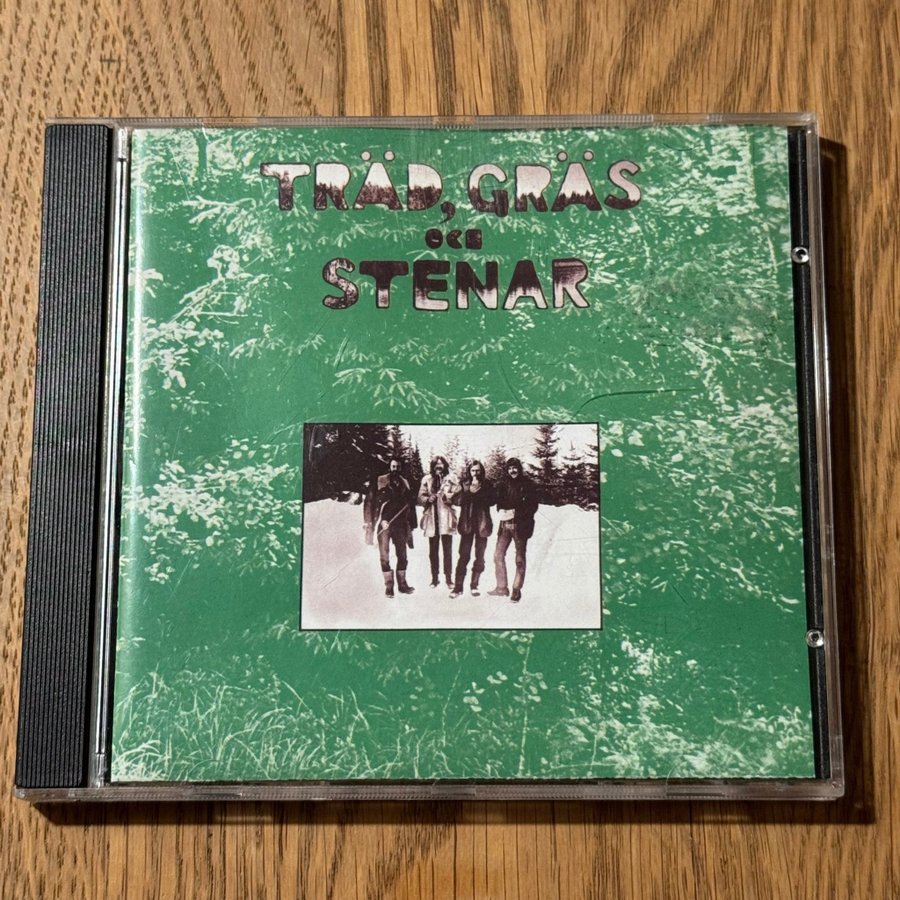 TRÄD, GRÄS
OCH
STENAR